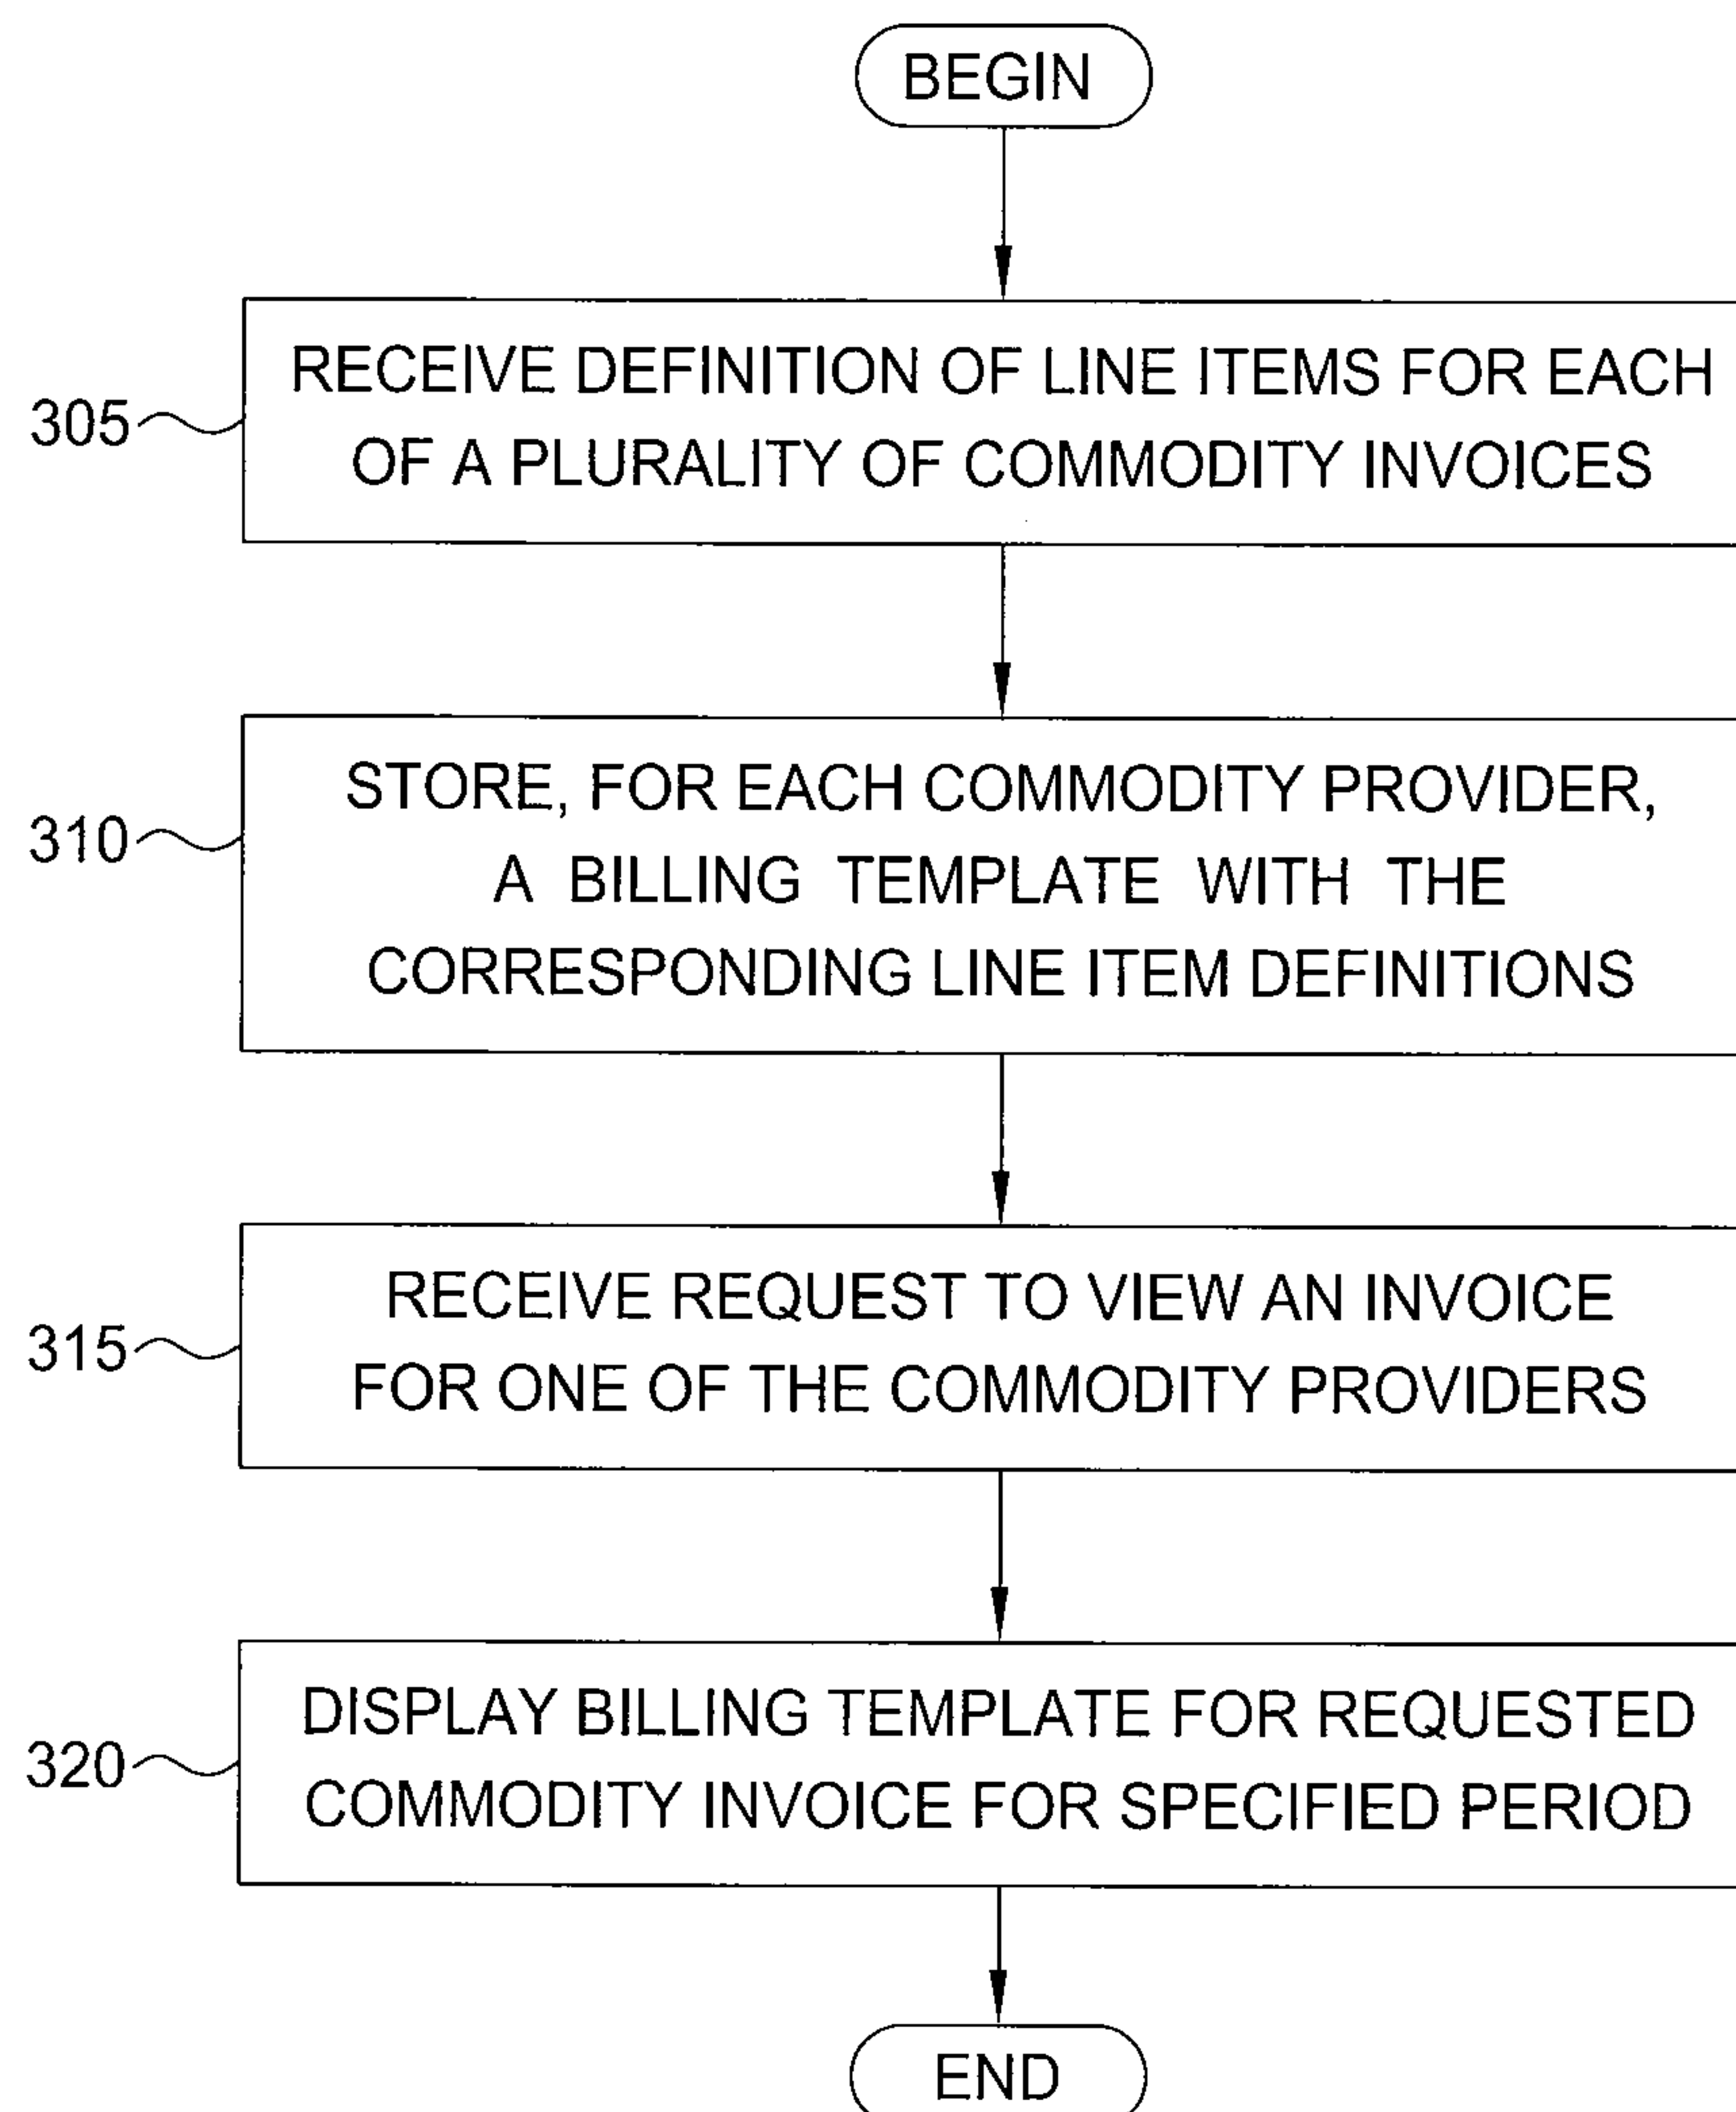 BEGIN
305
RECEIVE DEFINITION OF LINE ITEMS FOR EACH
OF A PLURALITY OF COMMODITY INVOICES
310
STORE, FOR EACH COMMODITY PROVIDER,
A BILLING TEMPLATE WITH THE
CORRESPONDING LINE ITEM DEFINITIONS
315
RECEIVE REQUEST TO VIEW AN INVOICE
FOR ONE OF THE COMMODITY PROVIDERS
320
DISPLAY BILLING TEMPLATE FOR REQUESTED
COMMODITY INVOICE FOR SPECIFIED PERIOD
END